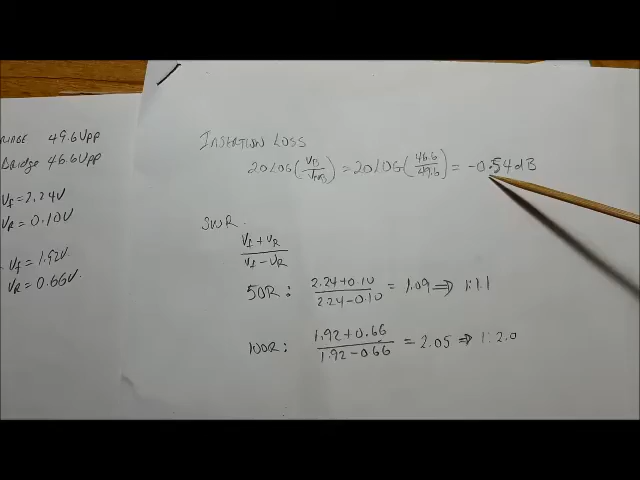 49.6VPP
Bridge 46.6VPP
VF=2.24V
VR=0.10V
VF=1.92V
VR=0.66V
INSERTION LOSS
20LOG(VB/VNB) = 20LOG(46.6/49.6) = -0.54dB
SWR
VF+VR
VF-VR
50R: 2.24+0.10/2.24-0.10 = 1.09 ⇒ 1:1.1
100R: 1.92+0.66/1.92-0.66 = 2.05 ⇒ 1:2.0